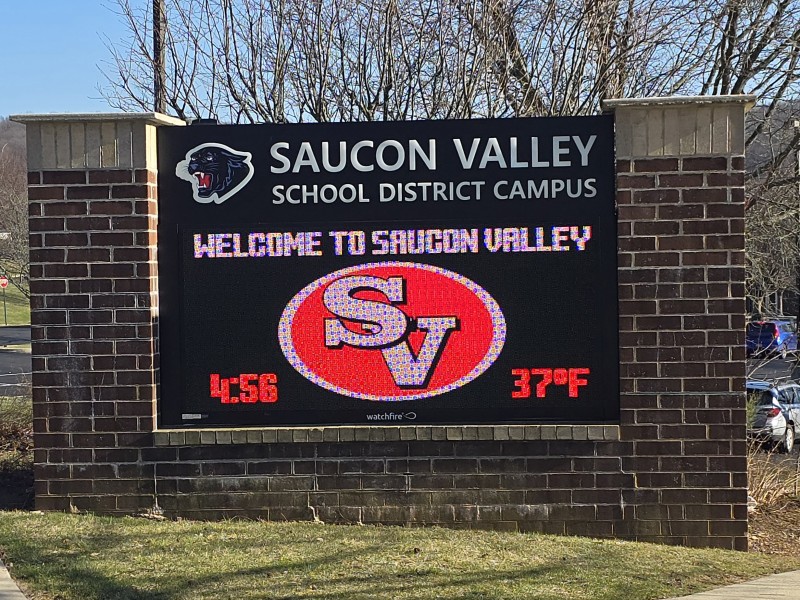 SAUCON VALLEY
SCHOOL DISTRICT CAMPUS
WELCOME TO SAUCON VALLEY
SV
4:56
37°F
watchfire